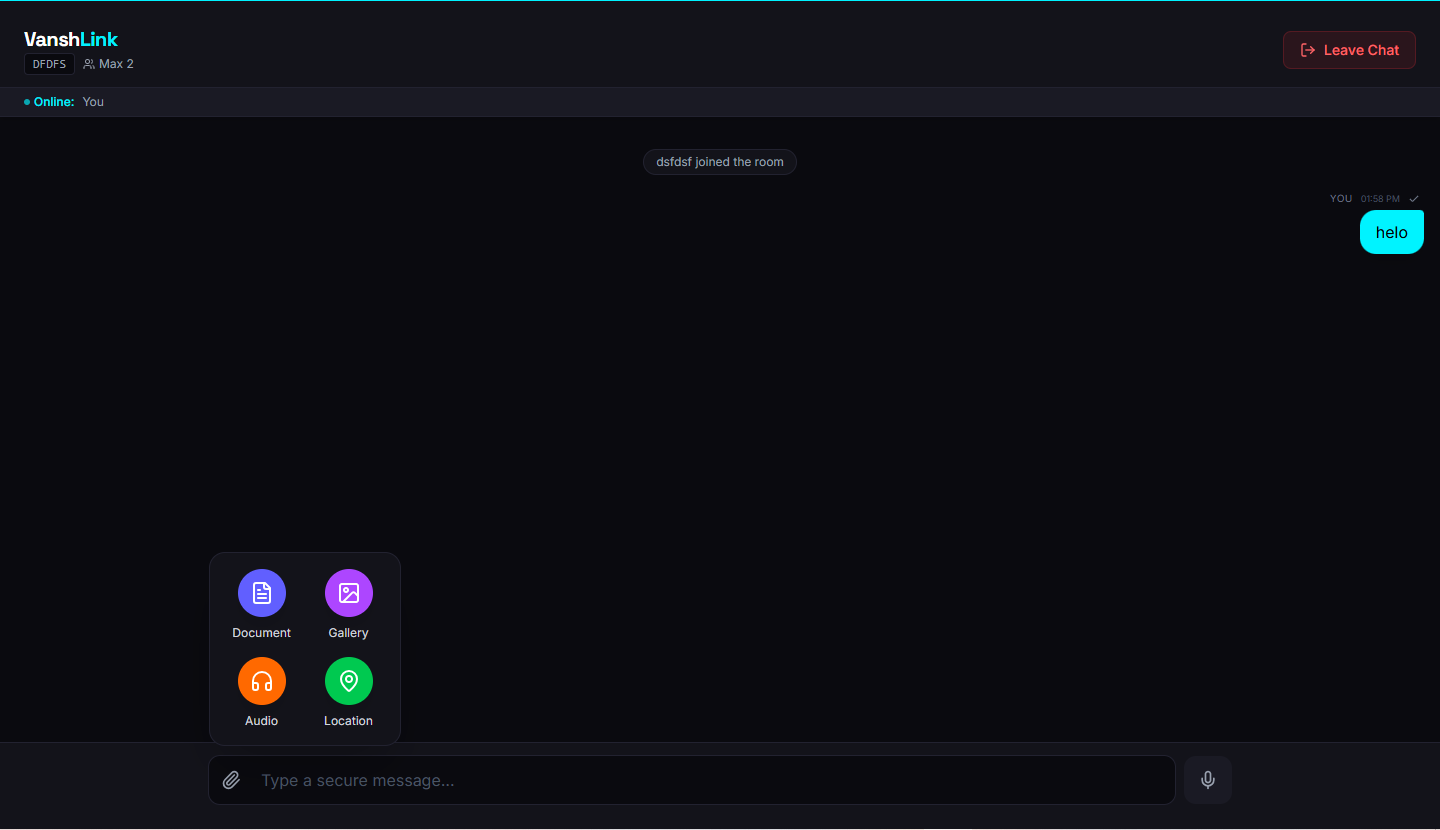 VanshLink
DFDFS Max 2
Leave Chat
Online: You
dsfdsf joined the room
YOU 01:58 PM
helo
Document Gallery
Audio Location
Type a secure message...